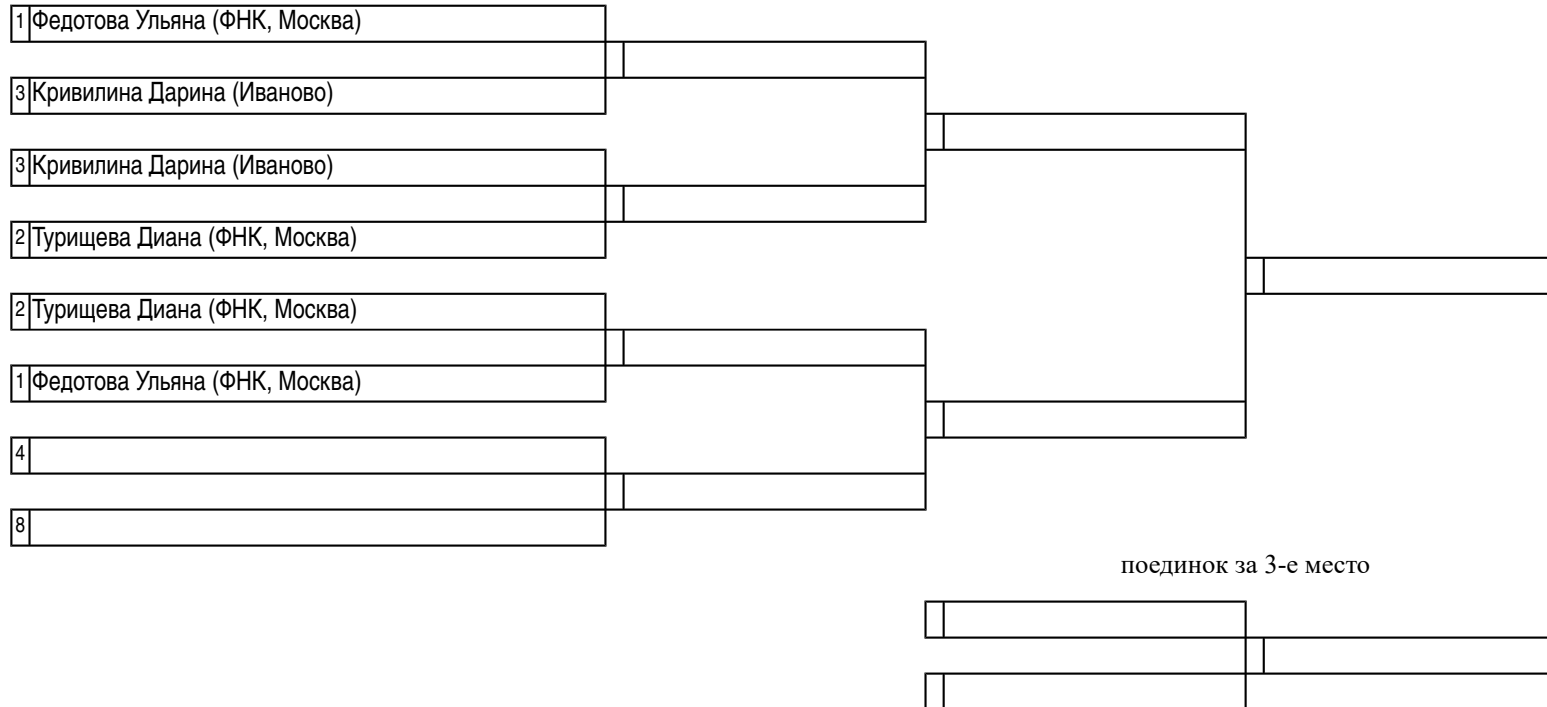 1 Федотова Ульяна (ФНК, Москва)
3 Кривилина Дарина (Иваново)
3 Кривилина Дарина (Иваново)
2 Турищева Диана (ФНК, Москва)
2 Турищева Диана (ФНК, Москва)
1 Федотова Ульяна (ФНК, Москва)
4
8
поединок за 3-е место